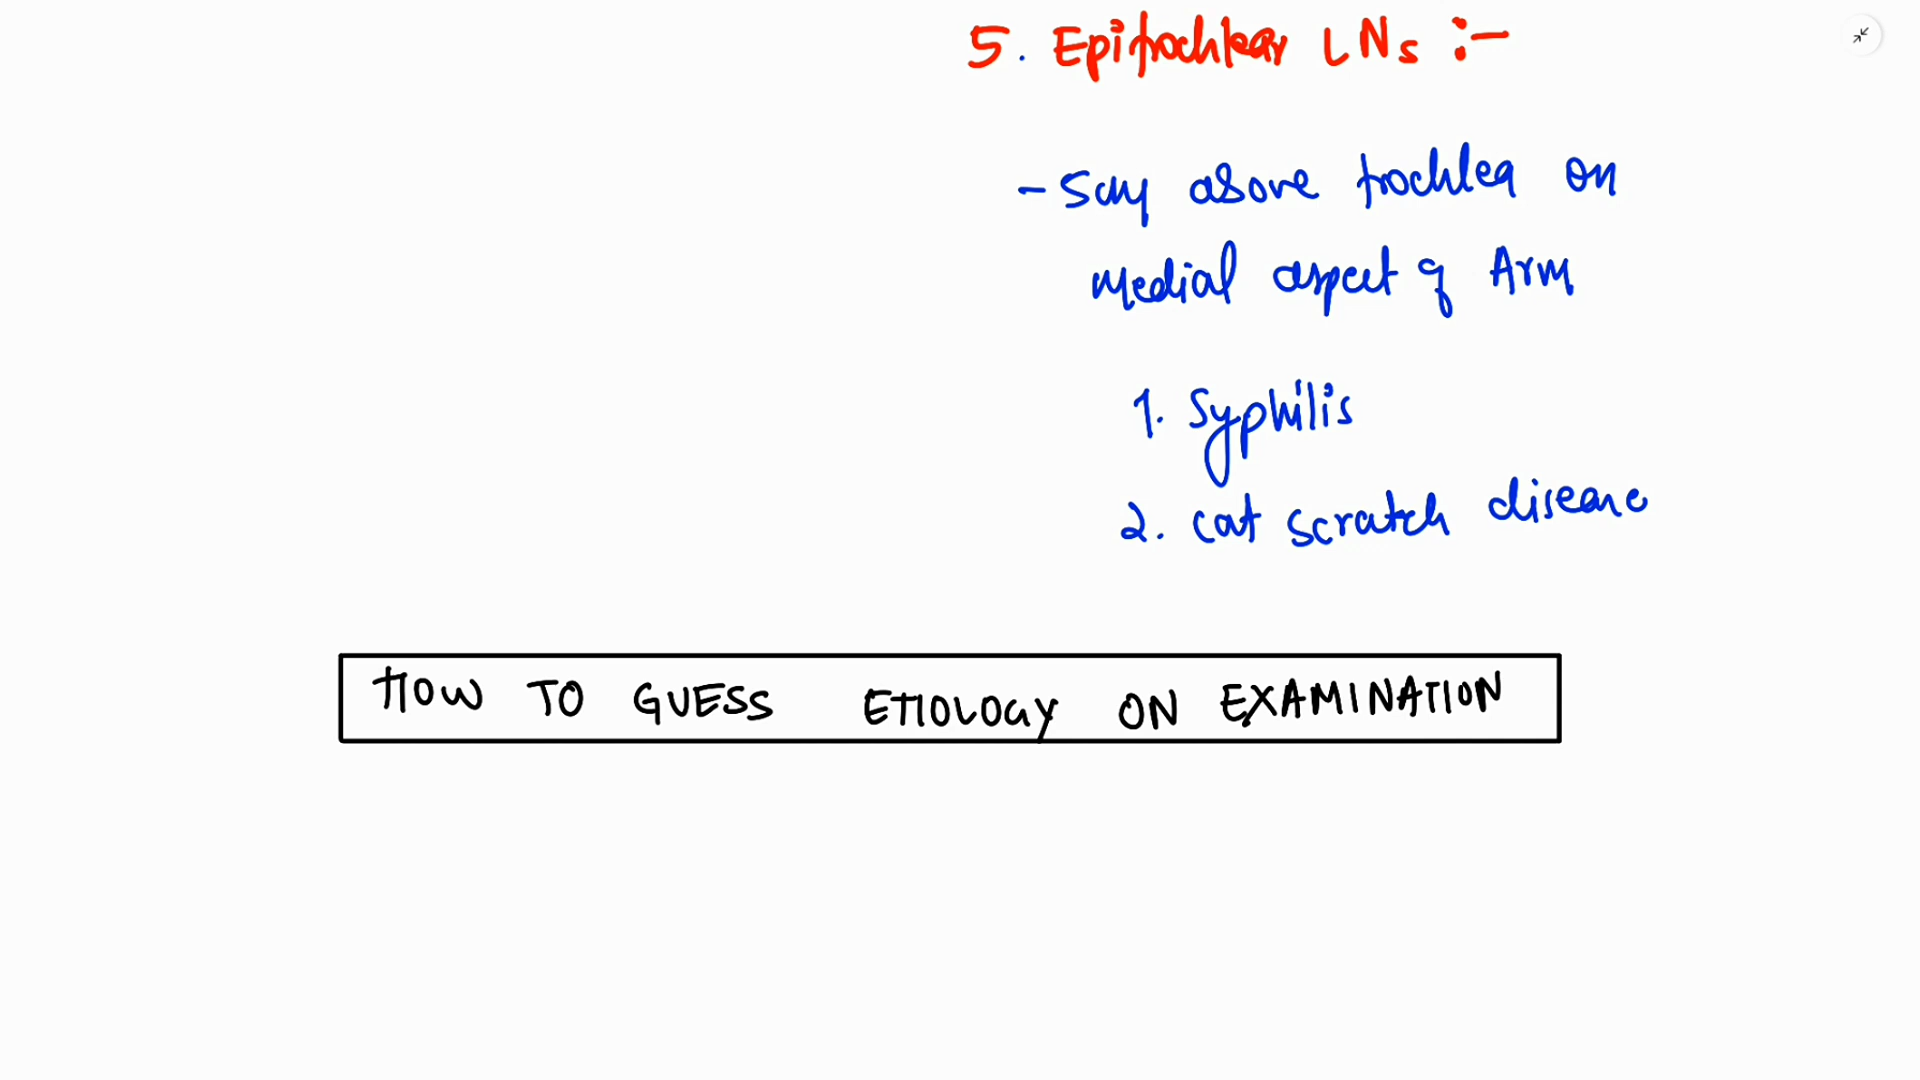 5. Epitrochlear LNs :-
- Say above trochlea on
medial aspect of Arm
1. Syphilis
2. cat scratch disease
HOW TO GUESS ETIOLOGY ON EXAMINATION